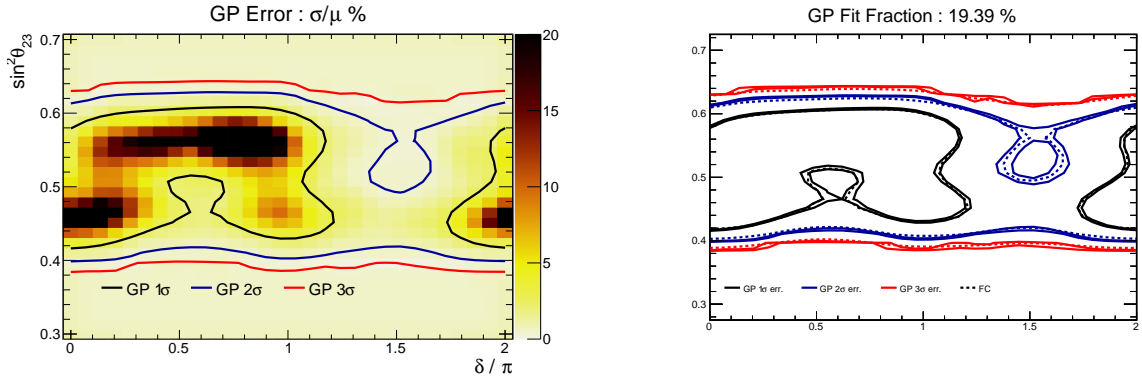 GP Error : σ/μ %
sin²θ₂₃
0.7
0.6
0.5
0.4
0.3
GP 1σ GP 2σ GP 3σ
0 0.5 1 1.5 2
δ / π
20
15
10
5
0
GP Fit Fraction : 19.39 %
0.7
0.6
0.5
0.4
0.3
GP 1σ err. GP 2σ err. GP 3σ err. FC
0 0.5 1 1.5 2